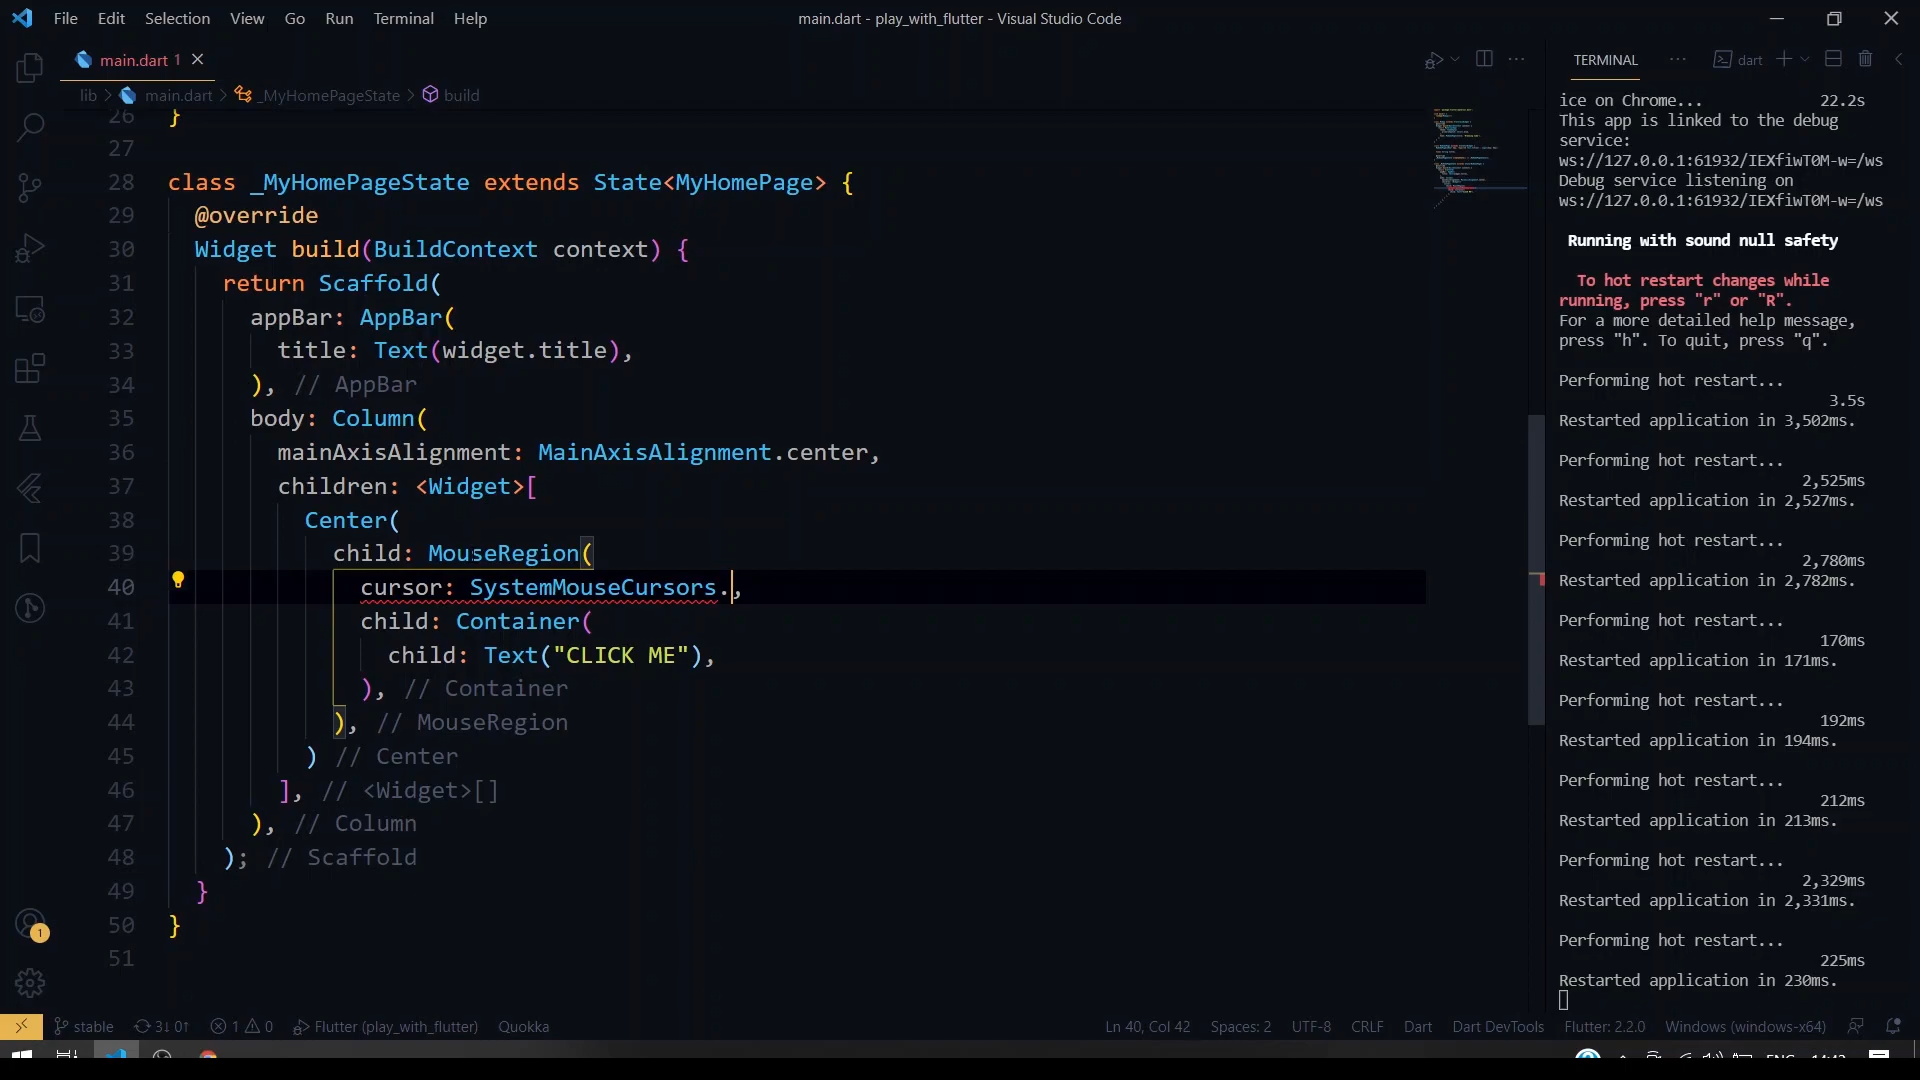 File Edit Selection View Go Run Terminal Help
main.dart - play_with_flutter - Visual Studio Code
main.dart 1
lib > main.dart > _MyHomePageState > build
26 }
27
28 class _MyHomePageState extends State<MyHomePage> {
29 @override
30 Widget build(BuildContext context) {
31 return Scaffold(
32 appBar: AppBar(
33 title: Text(widget.title),
34 ), // AppBar
35 body: Column(
36 mainAxisAlignment: MainAxisAlignment.center,
37 children: <Widget>[
38 Center(
39 child: MouseRegion(
40 cursor: SystemMouseCursors.,
41 child: Container(
42 child: Text("CLICK ME"),
43 ), // Container
44 ), // MouseRegion
45 ) // Center
46 ], // <Widget>[]
47 ), // Column
48 ); // Scaffold
49 }
50 }
51
TERMINAL
dart
ice on Chrome... 22.2s
This app is linked to the debug
service:
ws://127.0.0.1:61932/IEXfiwT0M-w=/ws
Debug service listening on
ws://127.0.0.1:61932/IEXfiwT0M-w=/ws
Running with sound null safety
To hot restart changes while
running, press "r" or "R".
For a more detailed help message,
press "h". To quit, press "q".
Performing hot restart...
3.5s
Restarted application in 3,502ms.
Performing hot restart...
2,525ms
Restarted application in 2,527ms.
Performing hot restart...
2,780ms
Restarted application in 2,782ms.
Performing hot restart...
170ms
Restarted application in 171ms.
Performing hot restart...
192ms
Restarted application in 194ms.
Performing hot restart...
212ms
Restarted application in 213ms.
Performing hot restart...
2,329ms
Restarted application in 2,331ms.
Performing hot restart...
225ms
Restarted application in 230ms.
1
stable 3↓ 0↑ 1 0 Flutter (play_with_flutter) Quokka
Ln 40, Col 42 Spaces: 2 UTF-8 CRLF Dart Dart DevTools Flutter: 2.2.0 Windows (windows-x64)